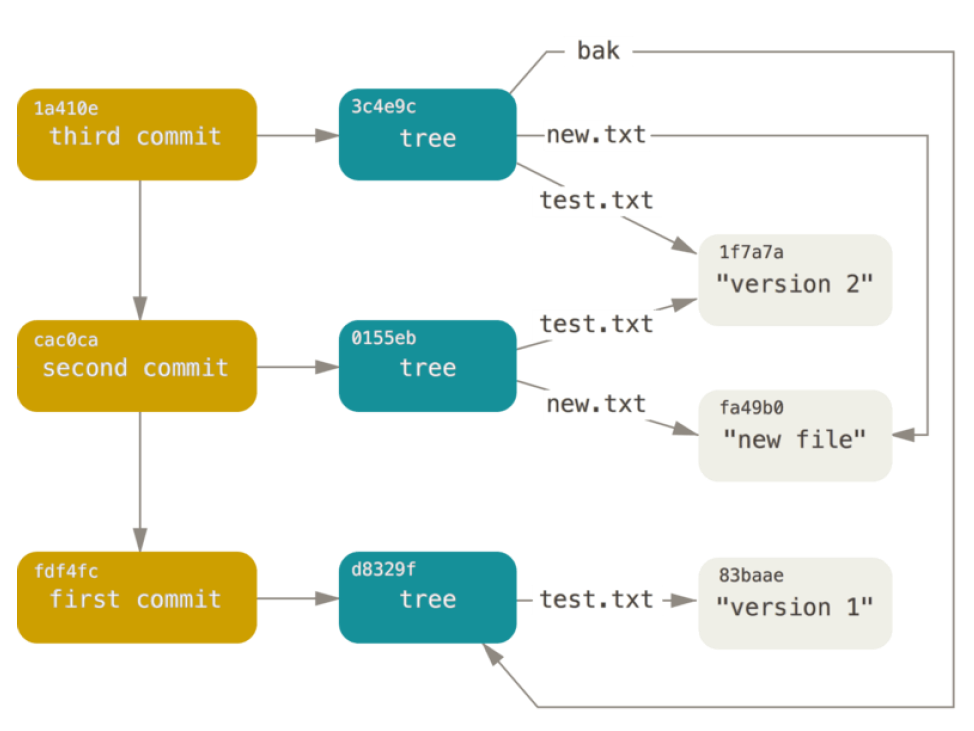 bak
1a410e
third commit
3c4e9c
tree
new.txt
test.txt
1f7a7a
"version 2"
cac0ca
second commit
0155eb
tree
test.txt
new.txt
fa49b0
"new file"
fdf4fc
first commit
d8329f
tree
test.txt
83baae
"version 1"